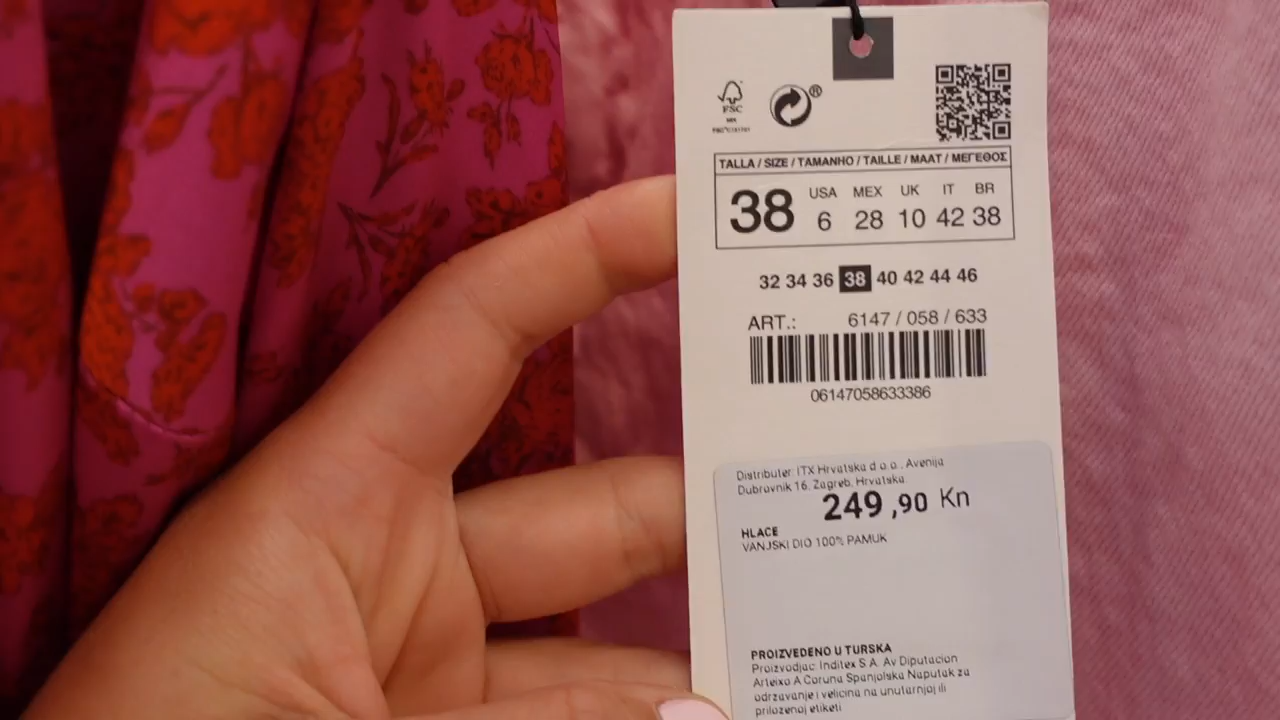 FSC
®
TALLA / SIZE / TAMANHO / TAILLE / MAAT / ΜΕΓΕΘΟΣ
38 USA 6 MEX 28 UK 10 IT 42 BR 38
32 34 36 38 40 42 44 46
ART.: 6147 / 058 / 633
06147058633386
Distributer: ITX Hrvatska d.o.o., Avenija
Dubrovnik 16, Zagreb, Hrvatska
249,90 Kn
HLACE
VANJSKI DIO 100% PAMUK
PROIZVEDENO U TURSKA
Proizvodjac Inditex S.A. Av Diputacion
Arteixo A Coruna Spanjolska Naputak za
odrzavanje i velicina na unutarnjoj ili
prilozenoj etiketi